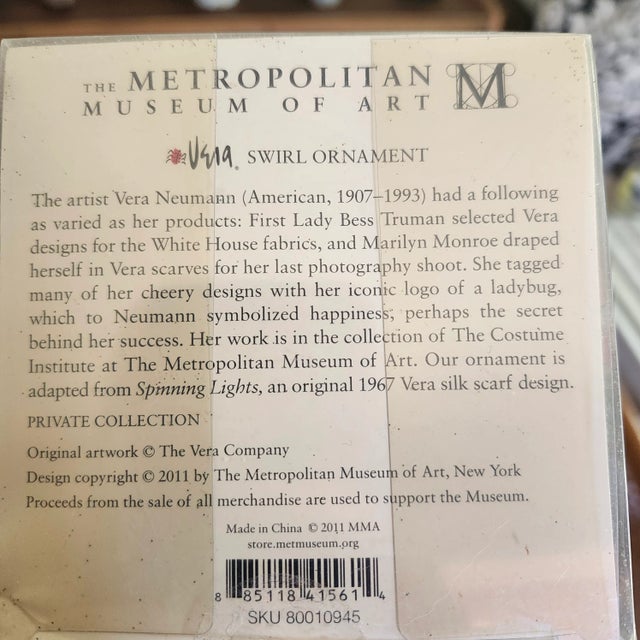 THE METROPOLITAN
MUSEUM OF ART M
Vera. SWIRL ORNAMENT
The artist Vera Neumann (American, 1907–1993) had a following
as varied as her products: First Lady Bess Truman selected Vera
designs for the White House fabrics, and Marilyn Monroe draped
herself in Vera scarves for her last photography shoot. She tagged
many of her cheery designs with her iconic logo of a ladybug,
which to Neumann symbolized happiness; perhaps the secret
behind her success. Her work is in the collection of The Costume
Institute at The Metropolitan Museum of Art. Our ornament is
adapted from Spinning Lights, an original 1967 Vera silk scarf design.
PRIVATE COLLECTION
Original artwork © The Vera Company
Design copyright © 2011 by The Metropolitan Museum of Art, New York
Proceeds from the sale of all merchandise are used to support the Museum.
Made in China © 2011 MMA
store.metmuseum.org
8 85118 41561 4
SKU 80010945